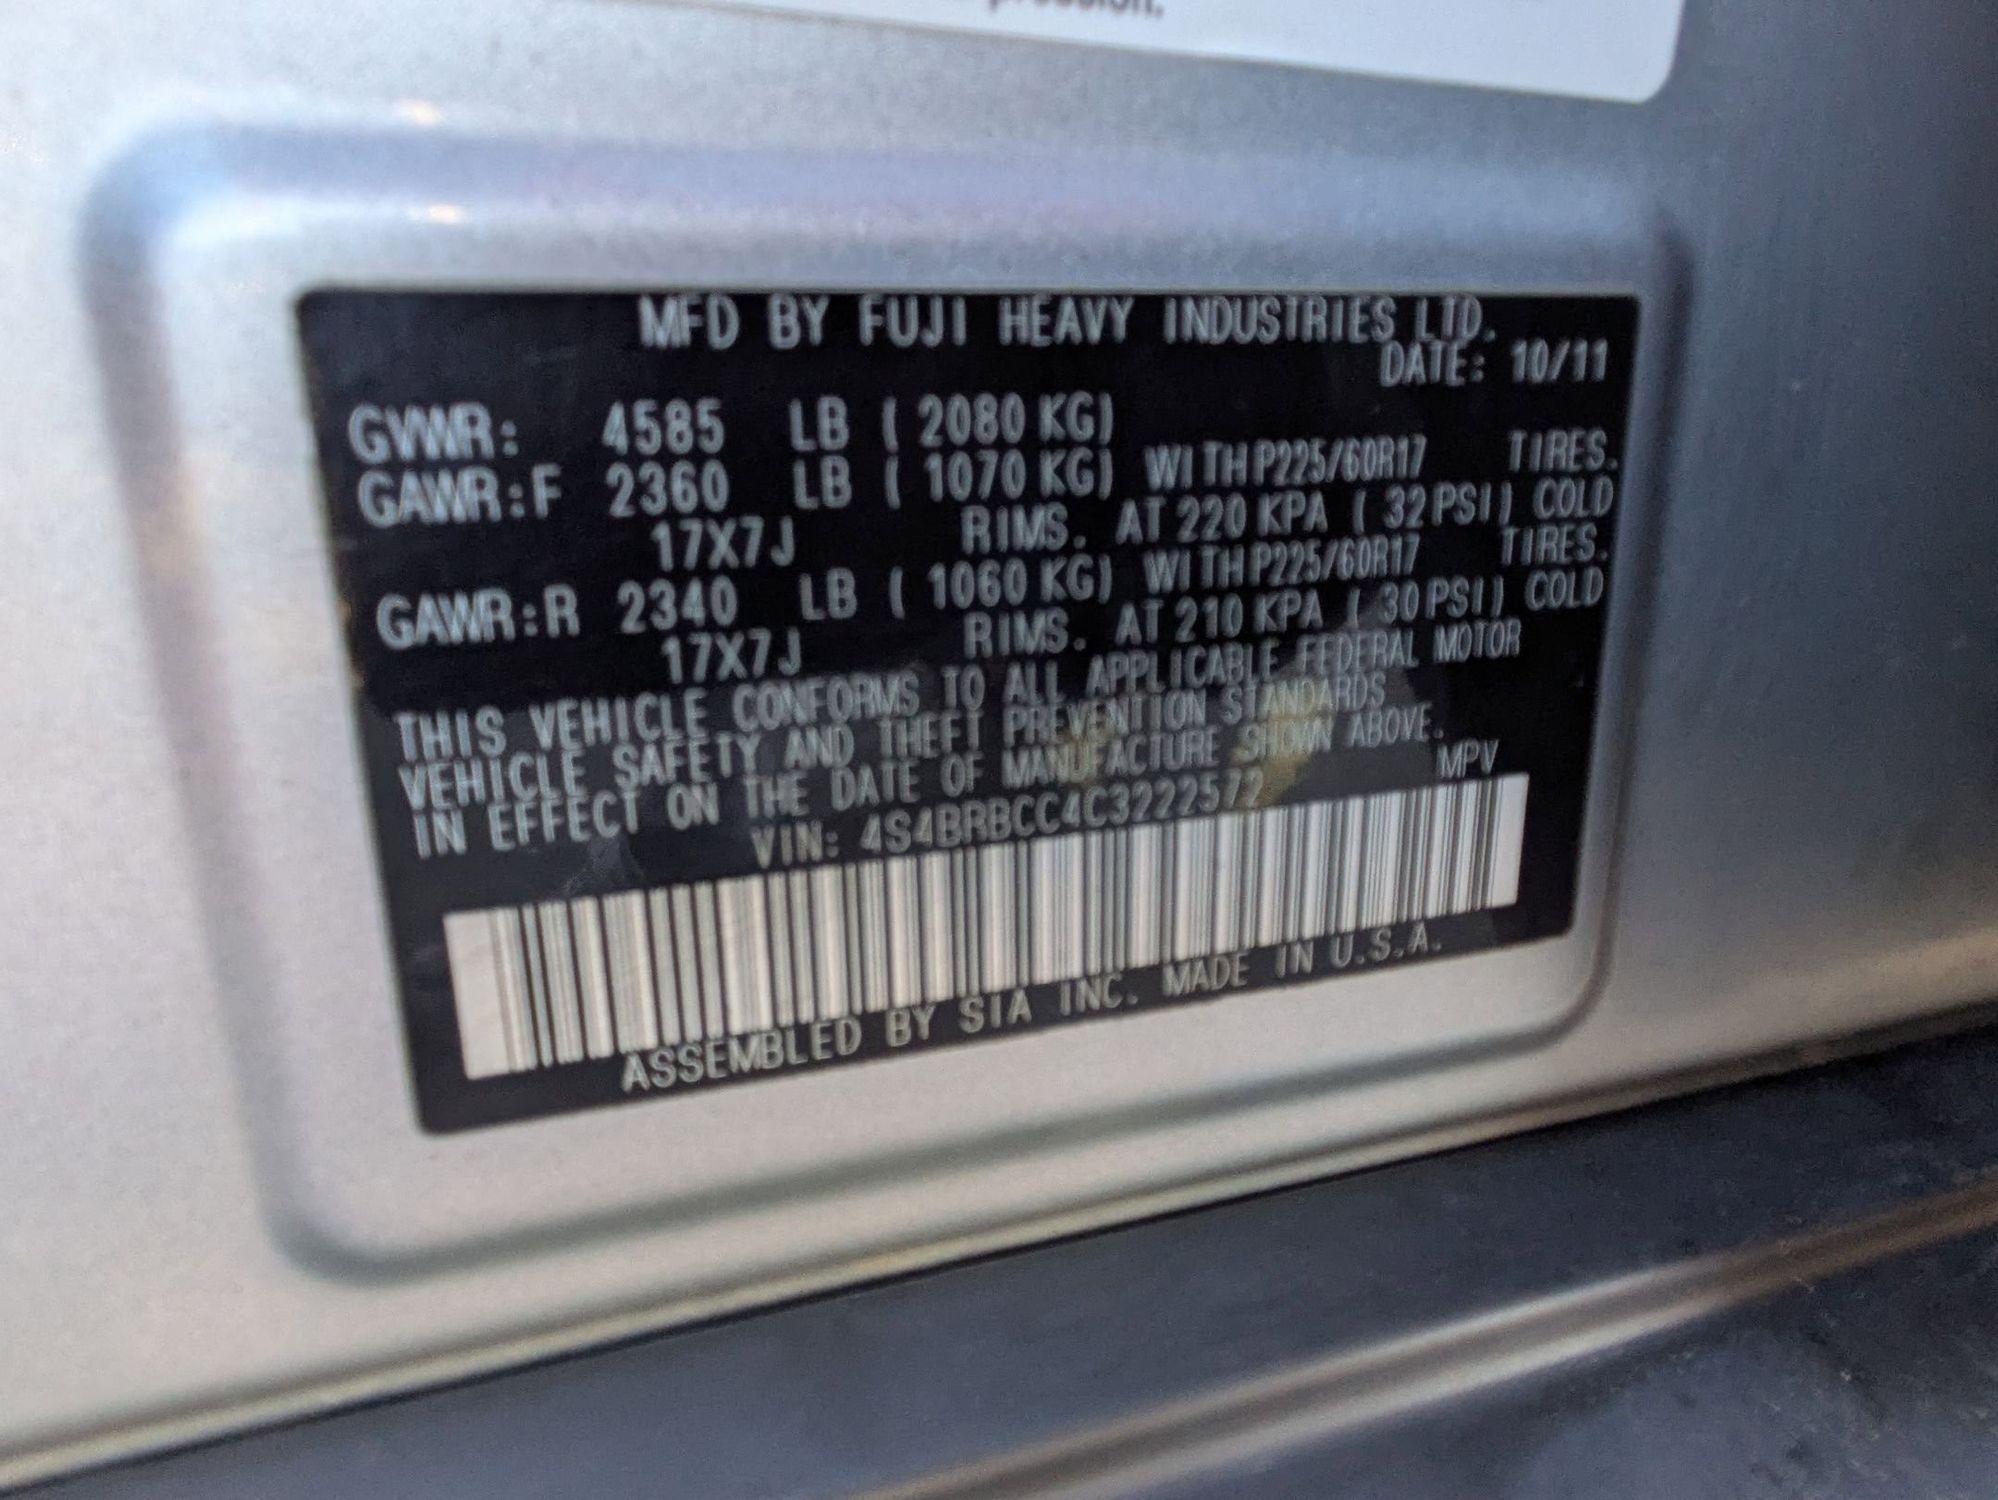 pression.
MFD BY FUJI HEAVY INDUSTRIES LTD.
DATE: 10/11
GVWR: 4585 LB ( 2080 KG)
GAWR:F 2360 LB ( 1070 KG) WITH P225/60R17 TIRES.
17X7J RIMS. AT 220 KPA ( 32 PSI) COLD
GAWR:R 2340 LB ( 1060 KG) WITH P225/60R17 TIRES.
17X7J RIMS. AT 210 KPA ( 30 PSI) COLD
THIS VEHICLE CONFORMS TO ALL APPLICABLE FEDERAL MOTOR
VEHICLE SAFETY AND THEFT PREVENTION STANDARDS
IN EFFECT ON THE DATE OF MANUFACTURE SHOWN ABOVE.
VIN: 4S4BRBCC4C3222572 MPV
ASSEMBLED BY SIA INC. MADE IN U.S.A.